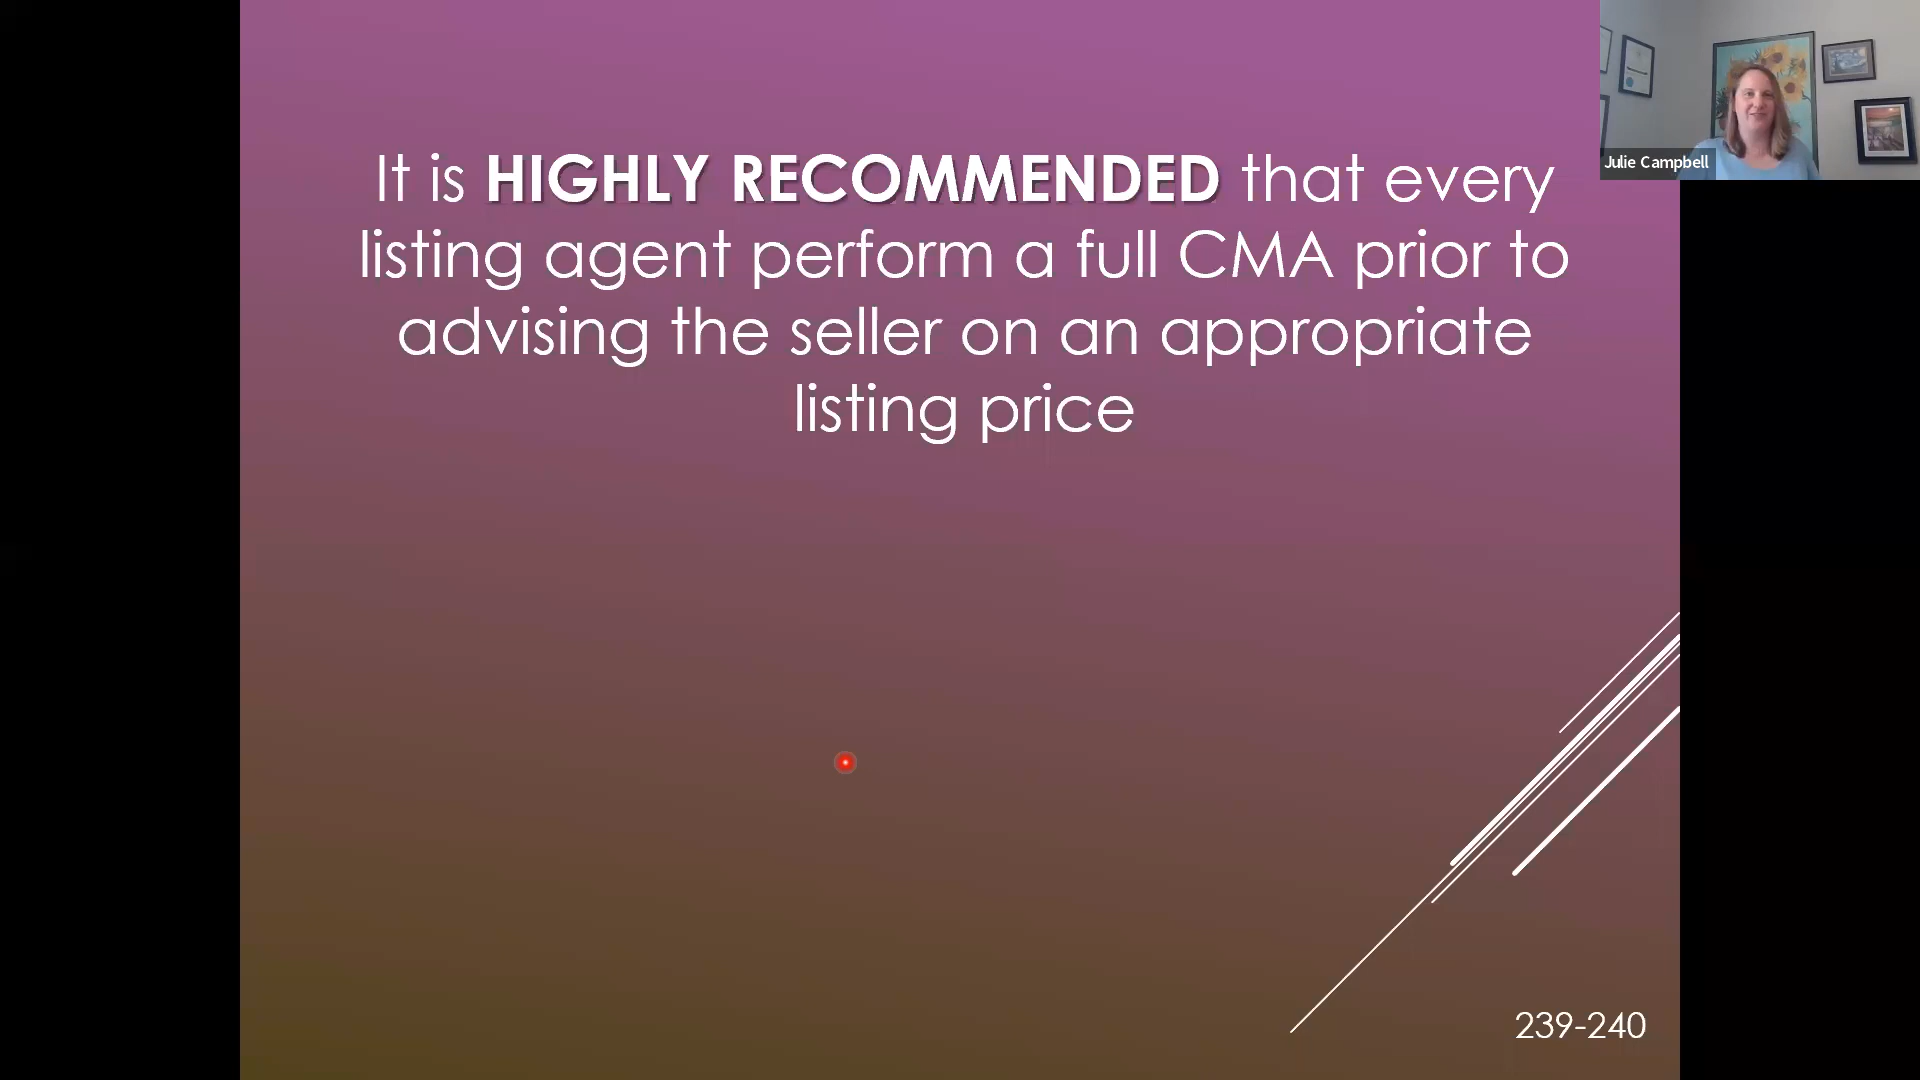 It is HIGHLY RECOMMENDED that every
listing agent perform a full CMA prior to
advising the seller on an appropriate
listing price
Julie Campbell
239-240